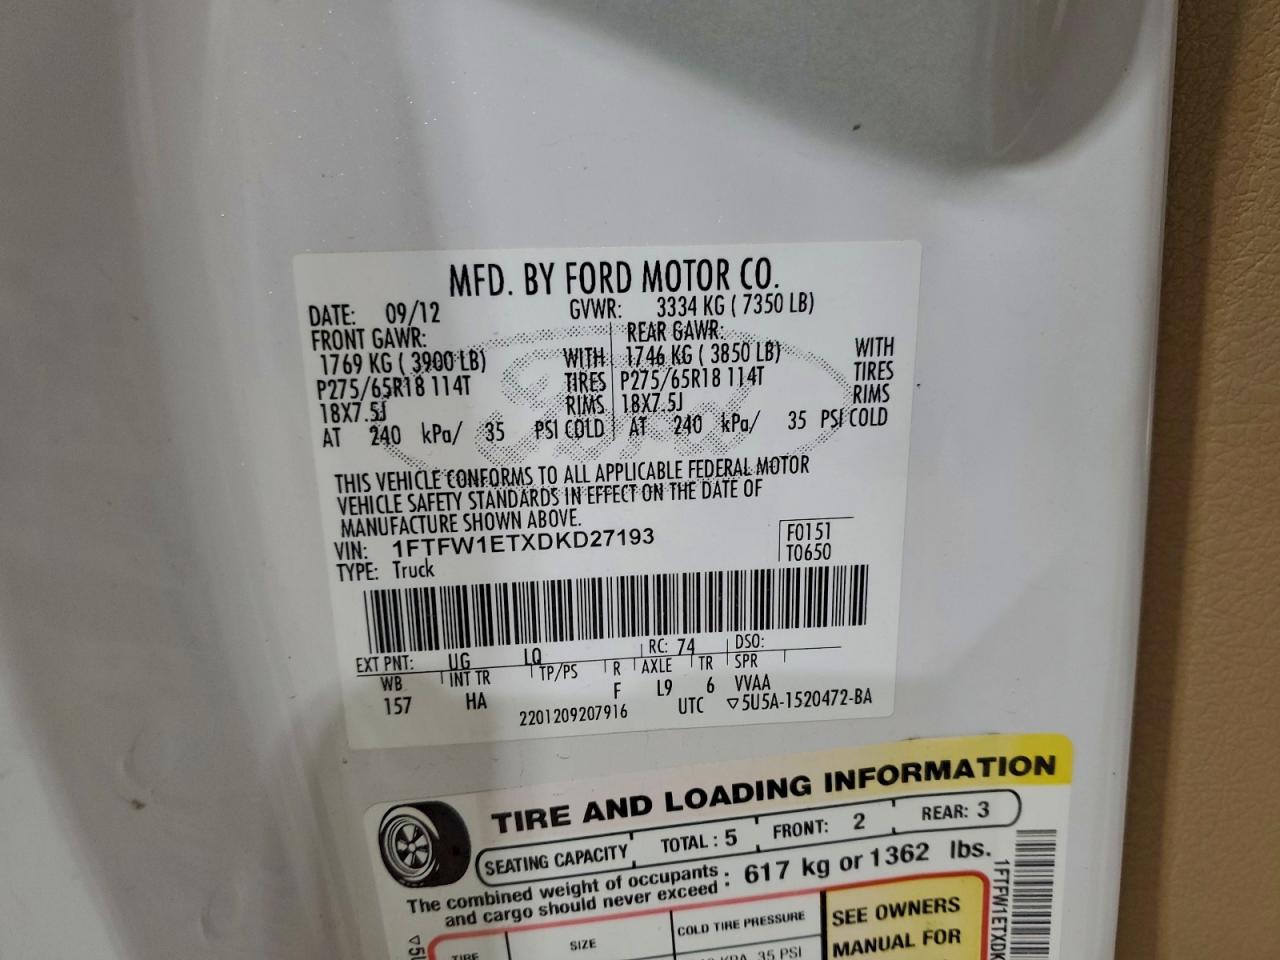 MFD. BY FORD MOTOR CO.
DATE: 09/12 GVWR: 3334 KG ( 7350 LB)
FRONT GAWR: REAR GAWR:
1769 KG ( 3900 LB) WITH 1746 KG ( 3850 LB) WITH
P275/65R18 114T TIRES P275/65R18 114T TIRES
18X7.5J RIMS 18X7.5J RIMS
AT 240 kPa/ 35 PSI COLD AT 240 kPa/ 35 PSI COLD
THIS VEHICLE CONFORMS TO ALL APPLICABLE FEDERAL MOTOR
VEHICLE SAFETY STANDARDS IN EFFECT ON THE DATE OF
MANUFACTURE SHOWN ABOVE.
VIN: 1FTFW1ETXDKD27193 F0151
TYPE: Truck T0650
EXT PNT: UG LQ RC: 74 DSO:
WB INT TR TP/PS R AXLE TR SPR
157 HA F L9 6 VVAA
2201209207916 UTC ▽5U5A-1520472-BA
TIRE AND LOADING INFORMATION
SEATING CAPACITY TOTAL : 5 FRONT: 2 REAR: 3
The combined weight of occupants
and cargo should never exceed : 617 kg or 1362 lbs.
TIRE SIZE COLD TIRE PRESSURE SEE OWNERS
35 PSI MANUAL FOR
1FTFW1ETXDK
▽5U